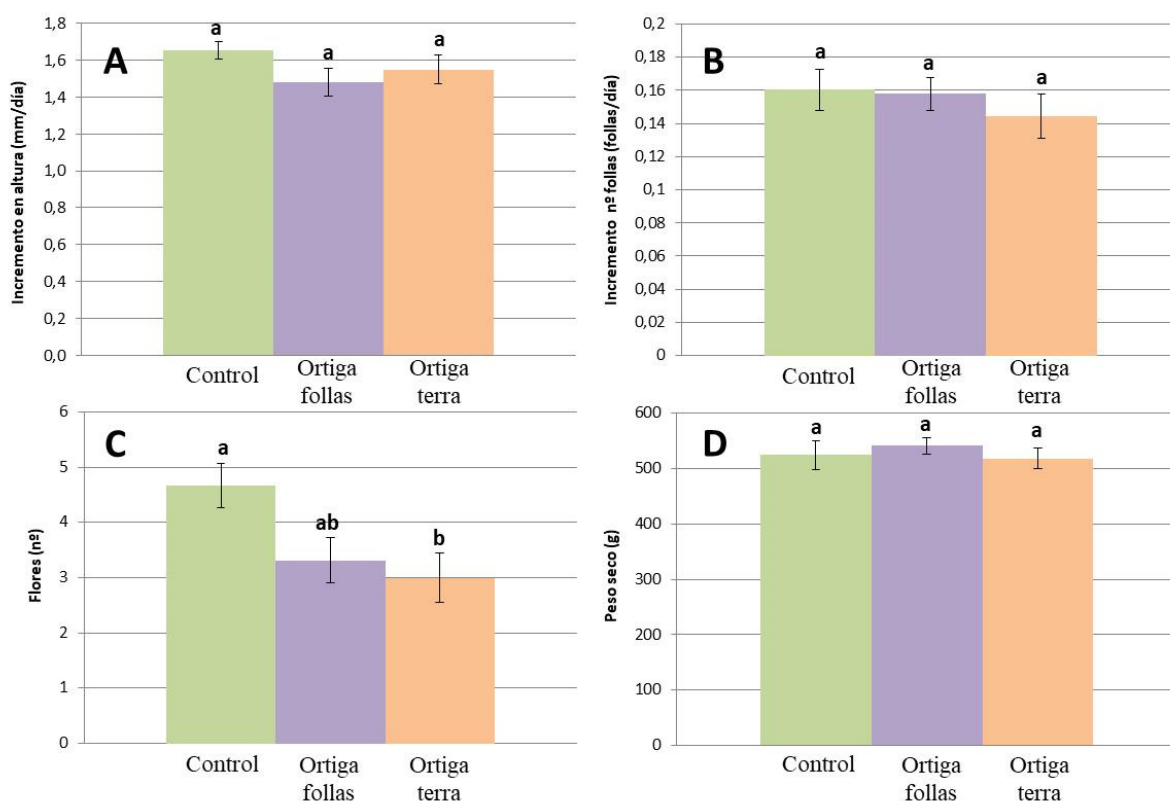 A
Incremento en altura (mm/día)
1,8
1,6
1,4
1,2
1,0
0,8
0,6
0,4
0,2
0,0
a
a
a
Control
Ortiga
follas
Ortiga
terra
B
Incremento nº follas (follas/día)
0,2
0,18
0,16
0,14
0,12
0,1
0,08
0,06
0,04
0,02
0
a
a
a
Control
Ortiga
follas
Ortiga
terra
C
Flores (nº)
6
5
4
3
2
1
0
a
ab
b
Control
Ortiga
follas
Ortiga
terra
D
Peso seco (g)
600
500
400
300
200
100
0
a
a
a
Control
Ortiga
follas
Ortiga
terra